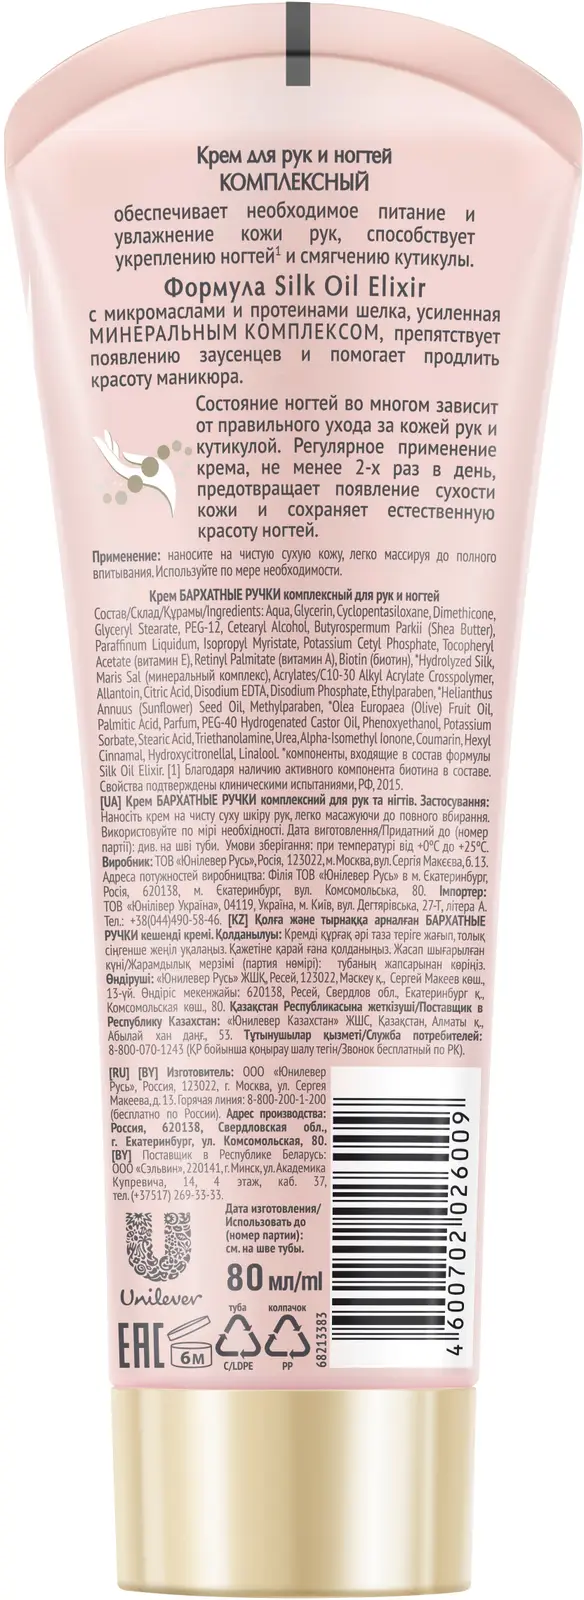 Крем для рук и ногтей
КОМПЛЕКСНЫЙ
обеспечивает необходимое питание и
увлажнение кожи рук, способствует
укреплению ногтей¹ и смягчению кутикулы.
Формула Silk Oil Elixir
с микромаслами и протеинами шелка, усиленная
МИНЕРАЛЬНЫМ КОМПЛЕКСОМ, препятствует
появлению заусенцев и помогает продлить
красоту маникюра.
Состояние ногтей во многом зависит
от правильного ухода за кожей рук и
кутикулой. Регулярное применение
крема, не менее 2-х раз в день,
предотвращает появление сухости
кожи и сохраняет естественную
красоту ногтей.
Применение: наносите на чистую сухую кожу, легко массируя до полного
впитывания. Используйте по мере необходимости.
Крем БАРХАТНЫЕ РУЧКИ комплексный для рук и ногтей
Состав/Склад/Құрамы/Ingredients: Aqua, Glycerin, Cyclopentasiloxane, Dimethicone,
Glyceryl Stearate, PEG-12, Cetearyl Alcohol, Butyrospermum Parkii (Shea Butter),
Paraffinum Liquidum, Isopropyl Myristate, Potassium Cetyl Phosphate, Tocopheryl
Acetate (витамин Е), Retinyl Palmitate (витамин А), Biotin (биотин), *Hydrolyzed Silk,
Maris Sal (минеральный комплекс), Acrylates/C10-30 Alkyl Acrylate Crosspolymer,
Allantoin, Citric Acid, Disodium EDTA, Disodium Phosphate, Ethylparaben, *Helianthus
Annuus (Sunflower) Seed Oil, Methylparaben, *Olea Europaea (Olive) Fruit Oil,
Palmitic Acid, Parfum, PEG-40 Hydrogenated Castor Oil, Phenoxyethanol, Potassium
Sorbate, Stearic Acid, Triethanolamine, Urea, Alpha-Isomethyl Ionone, Coumarin, Hexyl
Cinnamal, Hydroxycitronellal, Linalool. *компоненты, входящие в состав формулы
Silk Oil Elixir. [1] Благодаря наличию активного компонента биотина в составе.
Свойства подтверждены клиническими испытаниями, РФ, 2015.
[UA] Крем БАРХАТНЫЕ РУЧКИ комплексний для рук та нігтів. Застосування:
Наносіть крем на чисту суху шкіру рук, легко масажуючи до повного вбирання.
Використовуйте по мірі необхідності. Дата виготовлення/Придатний до (номер
партії): див. на шві туби. Умови зберігання: при температурі від +0°С до +25°С.
Виробник: ТОВ «Юнілевер Русь», Росія, 123022, м. Москва, вул. Сергія Макєєва, б. 13.
Адреса потужностей виробництва: Філія ТОВ «Юнілевер Русь» в м. Екатеринбург,
Росія, 620138, м. Єкатеринбург, вул. Комсомольська, 80. Імпортер:
ТОВ «Юнілівер Україна», 04119, Україна, м. Київ, вул. Дегтярівська, 27-Т, літера А.
Тел.: +38(044)490-58-46. [KZ] Қолға және тырнаққа арналған БАРХАТНЫЕ
РУЧКИ кешенді кремі. Қолданылуы: Кремді құрғақ әрі таза теріге жағып, толық
сіңгенше жеңіл уқалаңыз. Қажетіне қарай ғана қолданыңыз. Жасап шығарылған
күні/Жарамдылық мерзімі (партия нөмірі): тубаның жапсарынан көріңіз.
Өндіруші: «Юнилевер Русь» ЖШҚ, Ресей, 123022, Мәскеу қ., Сергей Макеев көш.,
13-үй. Өндіріс мекенжайы: 620138, Ресей, Свердлов обл., Екатеринбург қ.,
Комсомольская көш., 80. Қазақстан Республикасына жеткізуші/Поставщик в
Республику Казахстан: «Юнилевер Казахстан» ЖШС, Қазақстан, Алматы қ.,
Абылай хан даңғ., 53. Тұтынушылар қызметі/Служба потребителей:
8-800-070-1243 (ҚР бойынша қоңырау шалу тегін/Звонок бесплатный по РК).
[RU] [BY] Изготовитель: ООО «Юнилевер
Русь», Россия, 123022, г. Москва, ул. Сергея
Макеева, д. 13. Горячая линия: 8-800-200-1-200
(бесплатно по России). Адрес производства:
Россия, 620138, Свердловская обл.,
г. Екатеринбург, ул. Комсомольская, 80.
[BY] Поставщик в Республику Беларусь:
ООО «Сэльвин», 220141, г. Минск, ул. Академика
Купревича, 14, 4 этаж, каб. 37,
тел. (+37517) 269-33-33.
Дата изготовления/
Использовать до
(номер партии):
см. на шве тубы.
Unilever
80 мл/ml
туба
колпачок
EAC
6 М
C/LDPE
PP
68213383
4 600702 026009